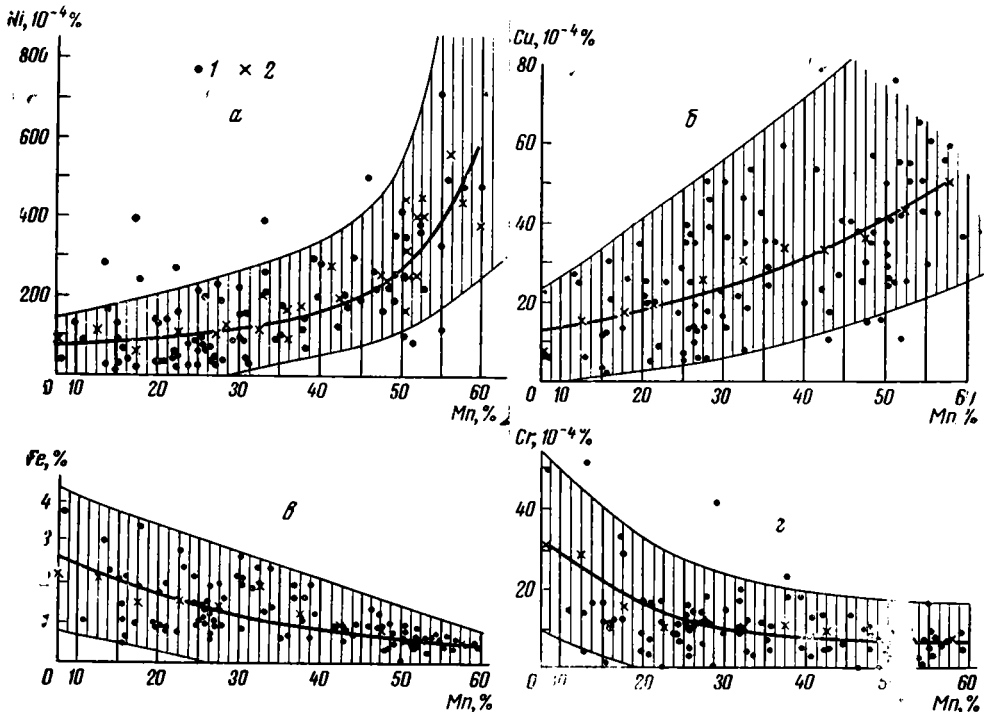 Ni, 10⁻⁴%
800
600
400
200
0 10 20 30 40 50 60
Mn, %
• 1 × 2
а
Cu, 10⁻⁴%
80
60
40
20
0 10 20 30 40 50
Mn, %
б
Fe, %
4
0 10 20 30 40 50 60
Mn, %
в
Cr, 10⁻⁴%
40
20
0 20 30 40 60
Mn, %
г